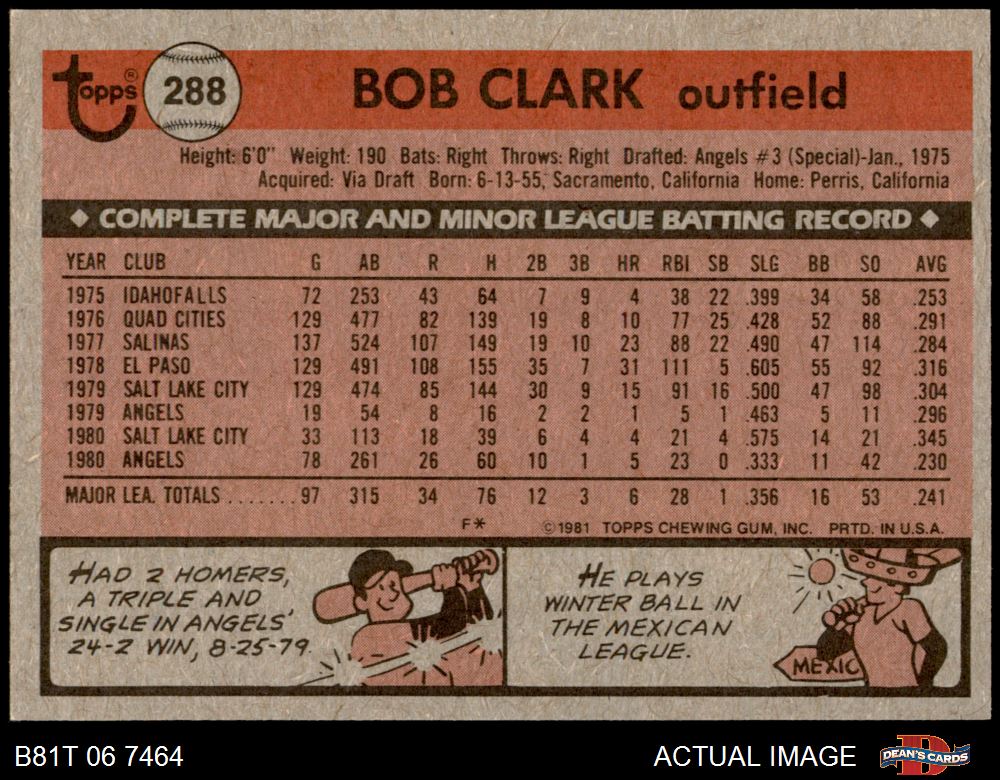 topps® 288 BOB CLARK outfield
Height: 6'0" Weight: 190 Bats: Right Throws: Right Drafted: Angels #3 (Special)-Jan., 1975
Acquired: Via Draft Born: 6-13-55, Sacramento, California Home: Perris, California
◆ COMPLETE MAJOR AND MINOR LEAGUE BATTING RECORD ◆
YEAR CLUB G AB R H 2B 3B HR RBI SB SLG BB SO AVG
1975 IDAHOFALLS 72 253 43 64 7 9 4 38 22 .399 34 58 .253
1976 QUAD CITIES 129 477 82 139 19 8 10 77 25 .428 52 88 .291
1977 SALINAS 137 524 107 149 19 10 23 88 22 .490 47 114 .284
1978 EL PASO 129 491 108 155 35 7 31 111 5 .605 55 92 .316
1979 SALT LAKE CITY 129 474 85 144 30 9 15 91 16 .500 47 98 .304
1979 ANGELS 19 54 8 16 2 2 1 5 1 .463 5 11 .296
1980 SALT LAKE CITY 33 113 18 39 6 4 4 21 4 .575 14 21 .345
1980 ANGELS 78 261 26 60 10 1 5 23 0 .333 11 42 .230
MAJOR LEA. TOTALS ....... 97 315 34 76 12 3 6 28 1 .356 16 53 .241
F* ©1981 TOPPS CHEWING GUM, INC. PRTD. IN U.S.A.
HAD 2 HOMERS,
A TRIPLE AND
SINGLE IN ANGELS'
24-2 WIN, 8-25-79.
HE PLAYS
WINTER BALL IN
THE MEXICAN
LEAGUE.
MEXIC
B81T 06 7464 ACTUAL IMAGE D DEAN'S CARDS